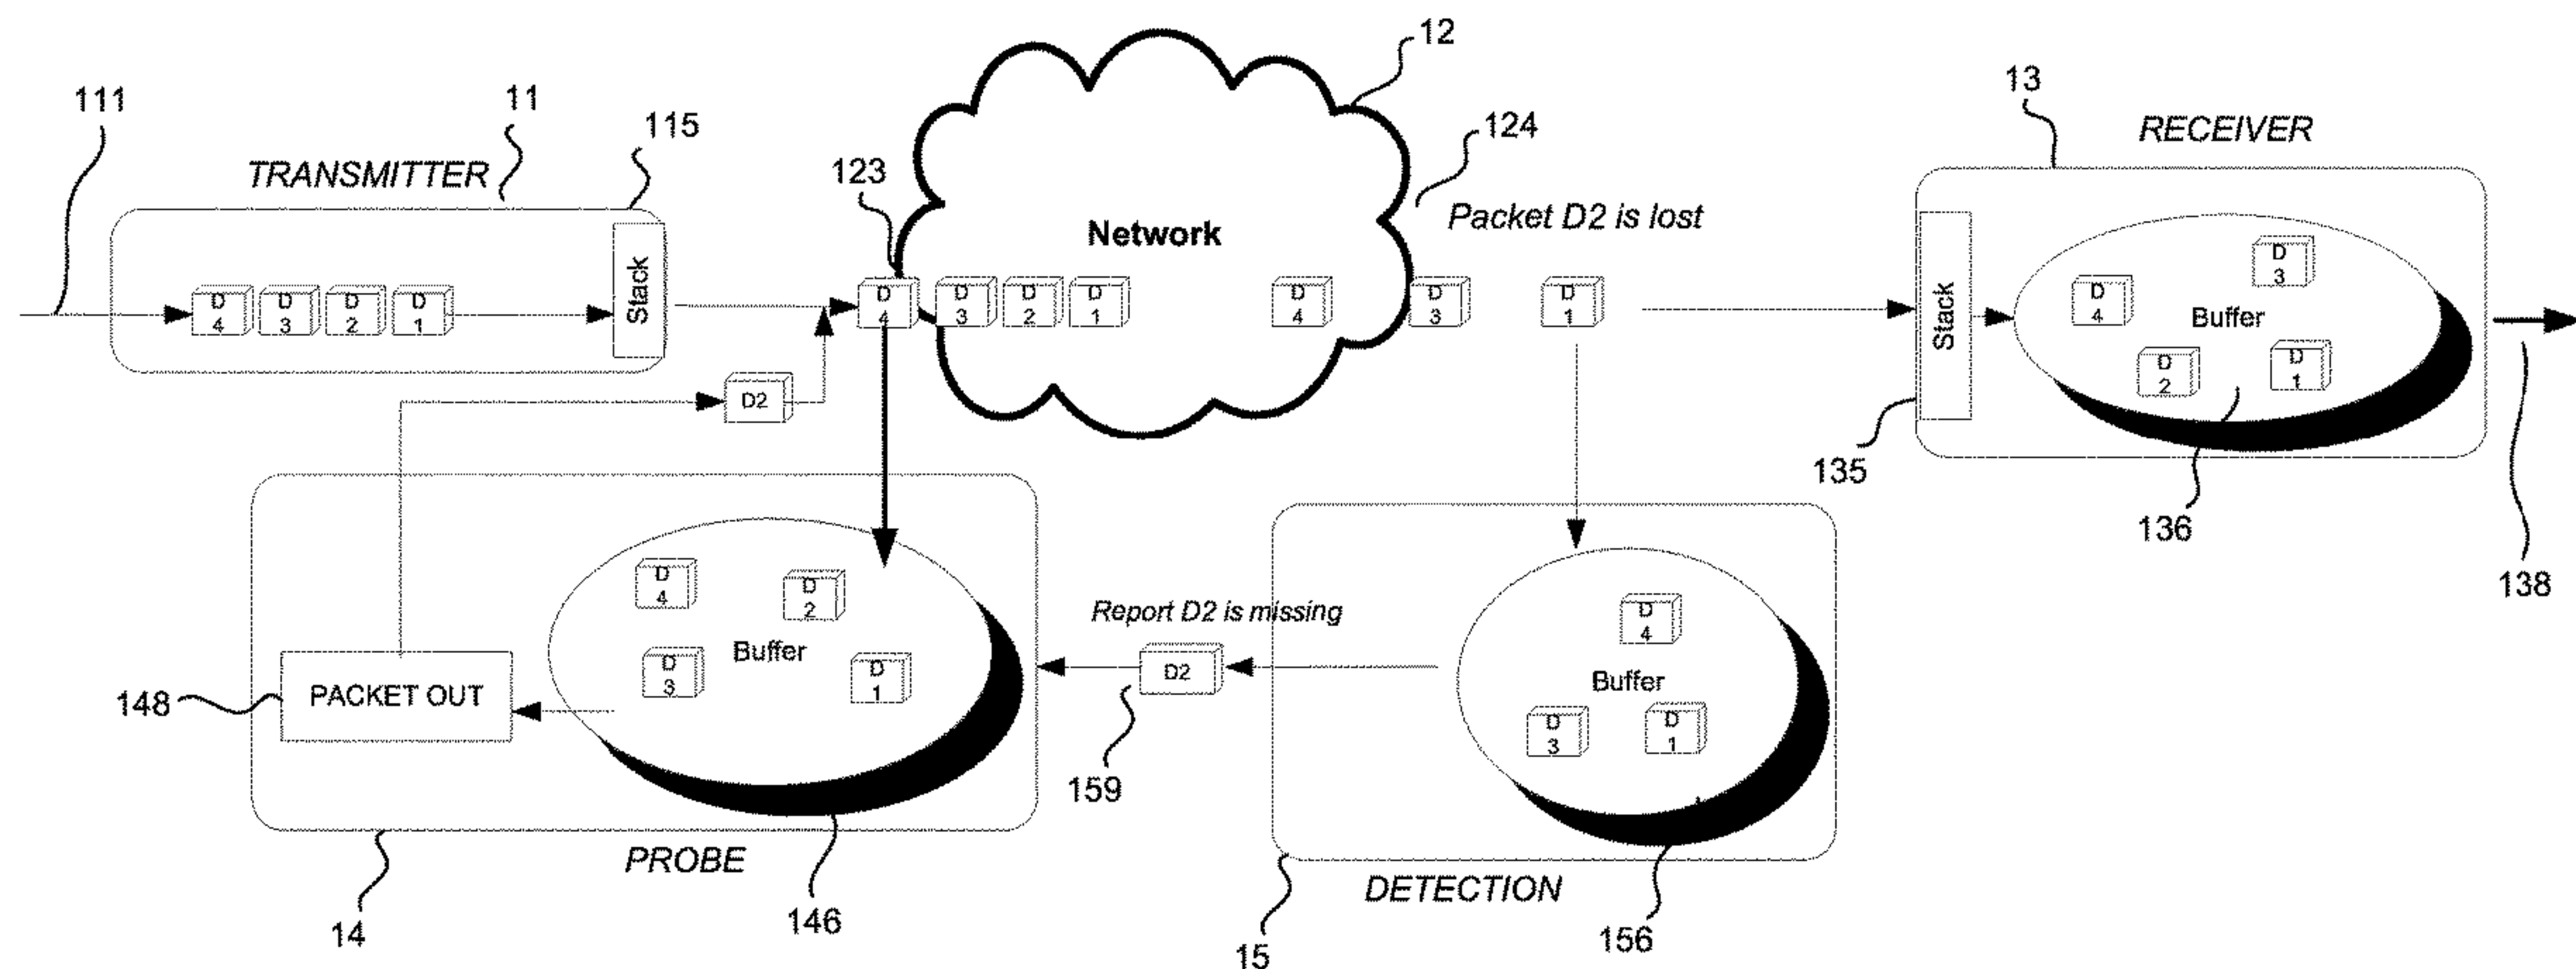 12
111
11
115
124
13
RECEIVER
TRANSMITTER
123
Packet D2 is lost
Network
Stack
D
4
D
3
D
2
D
1
D
4
D
3
D
2
D
1
D
4
D
3
D
1
Stack
D
3
D
4
Buffer
D
2
D
1
D2
135
136
138
D
4
D
2
Buffer
D
3
D
1
Report D2 is missing
D2
D
4
Buffer
D
3
D
1
148
PACKET OUT
159
PROBE
DETECTION
14
146
15
156